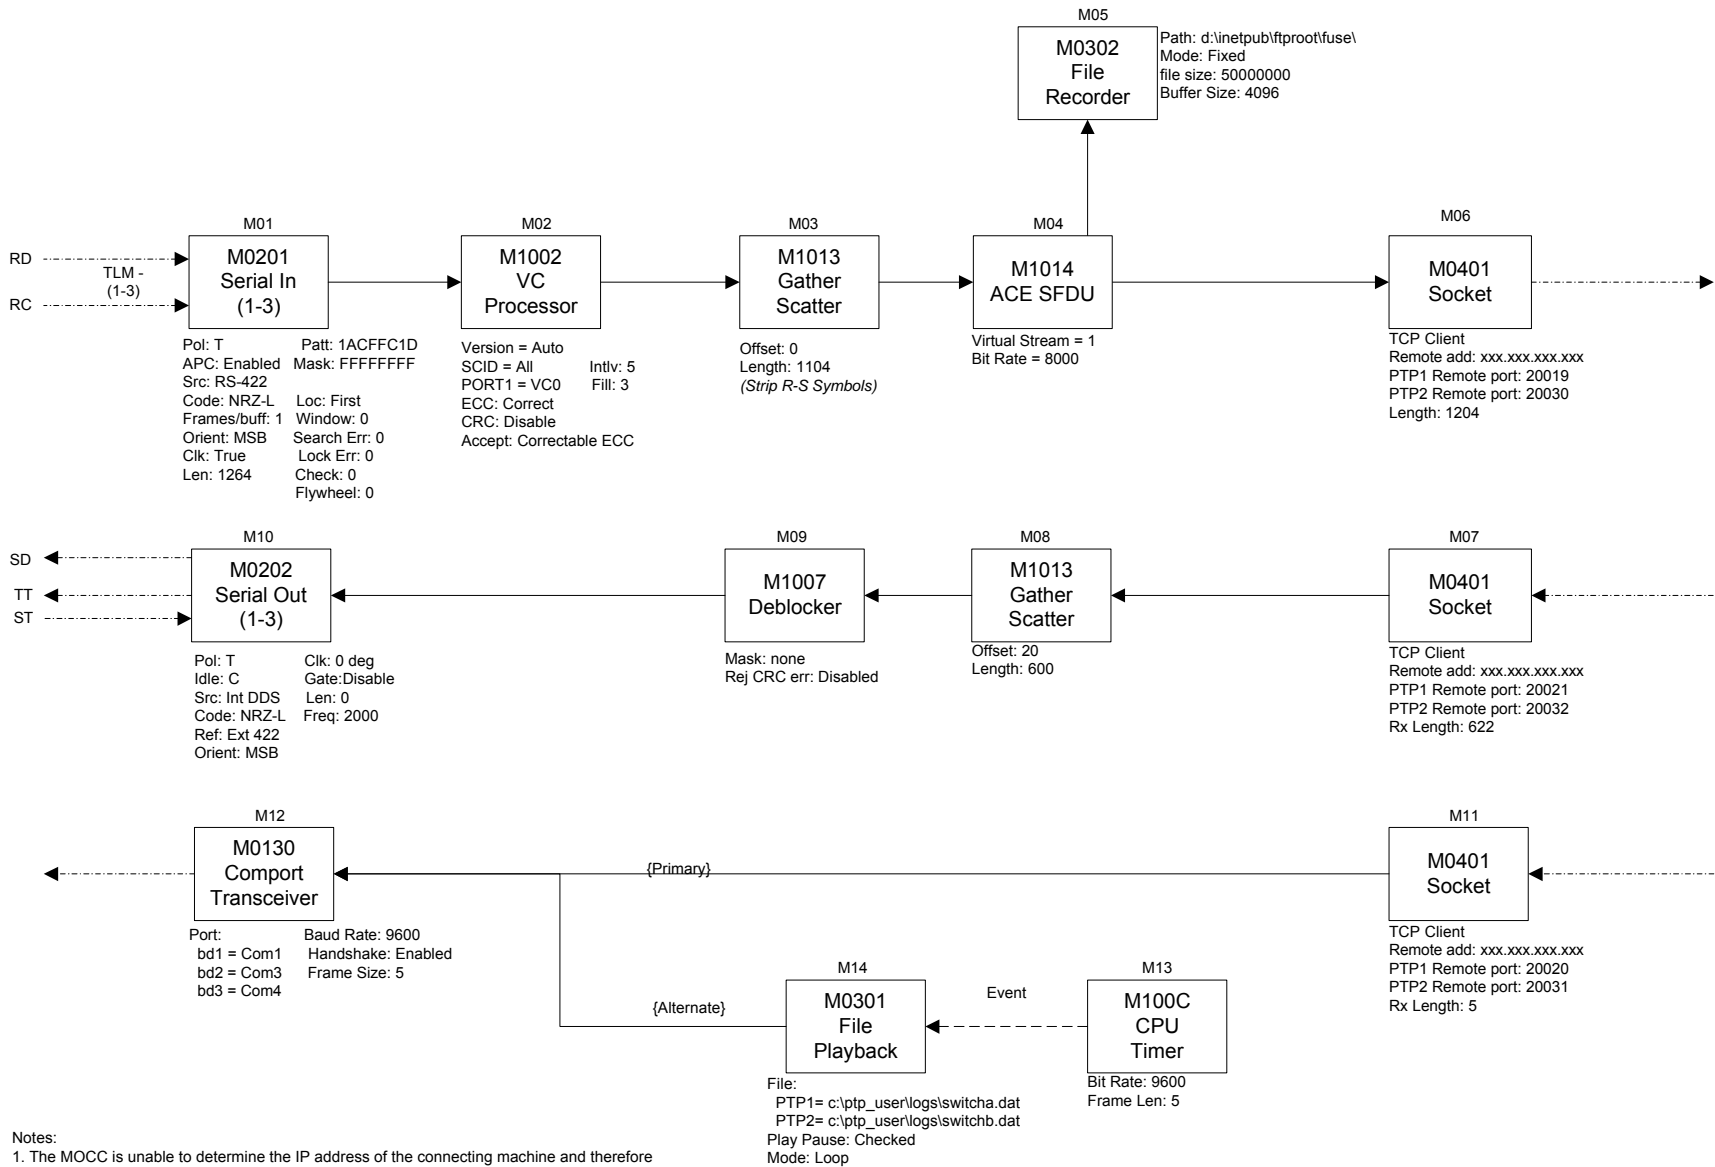 M05
M0302
File
Recorder
Path: d:\inetpub\ftproot\fuse\
Mode: Fixed
file size: 50000000
Buffer Size: 4096
RD
RC
TLM -
(1-3)
M01
M0201
Serial In
(1-3)
Pol: T Patt: 1ACFFC1D
APC: Enabled Mask: FFFFFFFF
Src: RS-422
Code: NRZ-L Loc: First
Frames/buff: 1 Window: 0
Orient: MSB Search Err: 0
Clk: True Lock Err: 0
Len: 1264 Check: 0
Flywheel: 0
M02
M1002
VC
Processor
Version = Auto
SCID = All Intlv: 5
PORT1 = VC0 Fill: 3
ECC: Correct
CRC: Disable
Accept: Correctable ECC
M03
M1013
Gather
Scatter
Offset: 0
Length: 1104
(Strip R-S Symbols)
M04
M1014
ACE SFDU
Virtual Stream = 1
Bit Rate = 8000
M06
M0401
Socket
TCP Client
Remote add: xxx.xxx.xxx.xxx
PTP1 Remote port: 20019
PTP2 Remote port: 20030
Length: 1204
SD
TT
ST
M10
M0202
Serial Out
(1-3)
Pol: T Clk: 0 deg
Idle: C Gate:Disable
Src: Int DDS Len: 0
Code: NRZ-L Freq: 2000
Ref: Ext 422
Orient: MSB
M09
M1007
Deblocker
Mask: none
Rej CRC err: Disabled
M08
M1013
Gather
Scatter
Offset: 20
Length: 600
M07
M0401
Socket
TCP Client
Remote add: xxx.xxx.xxx.xxx
PTP1 Remote port: 20021
PTP2 Remote port: 20032
Rx Length: 622
M12
M0130
Comport
Transceiver
Port: Baud Rate: 9600
bd1 = Com1 Handshake: Enabled
bd2 = Com3 Frame Size: 5
bd3 = Com4
{Primary}
{Alternate}
M11
M0401
Socket
TCP Client
Remote add: xxx.xxx.xxx.xxx
PTP1 Remote port: 20020
PTP2 Remote port: 20031
Rx Length: 5
M14
M0301
File
Playback
File:
PTP1= c:\ptp_user\logs\switcha.dat
PTP2= c:\ptp_user\logs\switchb.dat
Play Pause: Checked
Mode: Loop
Event
M13
M100C
CPU
Timer
Bit Rate: 9600
Frame Len: 5
Notes:
1. The MOCC is unable to determine the IP address of the connecting machine and therefore